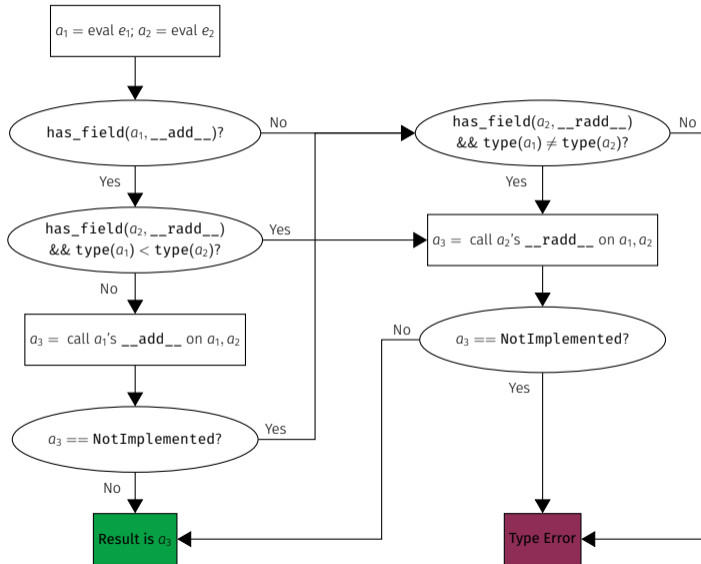 a₁ = eval e₁; a₂ = eval e₂
has_field(a₁,__add__)?
No
Yes
has_field(a₂,__radd__)
&& type(a₁) < type(a₂)?
Yes
No
a₃ = call a₁'s __add__ on a₁,a₂
a₃ == NotImplemented?
Yes
No
Result is a₃
has_field(a₂,__radd__)
&& type(a₁) ≠ type(a₂)?
No
Yes
a₃ = call a₂'s __radd__ on a₁,a₂
a₃ == NotImplemented?
No
Yes
Type Error